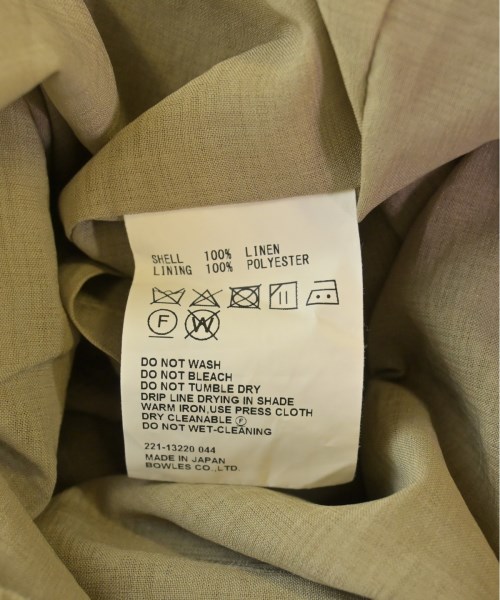 SHELL 100% LINEN
LINING 100% POLYESTER
F W
DO NOT WASH
DO NOT BLEACH
DO NOT TUMBLE DRY
DRIP LINE DRYING IN SHADE
WARM IRON,USE PRESS CLOTH
DRY CLEANABLE Ⓕ
DO NOT WET-CLEANING
221-13220 044
MADE IN JAPAN
BOWLES CO.,LTD.